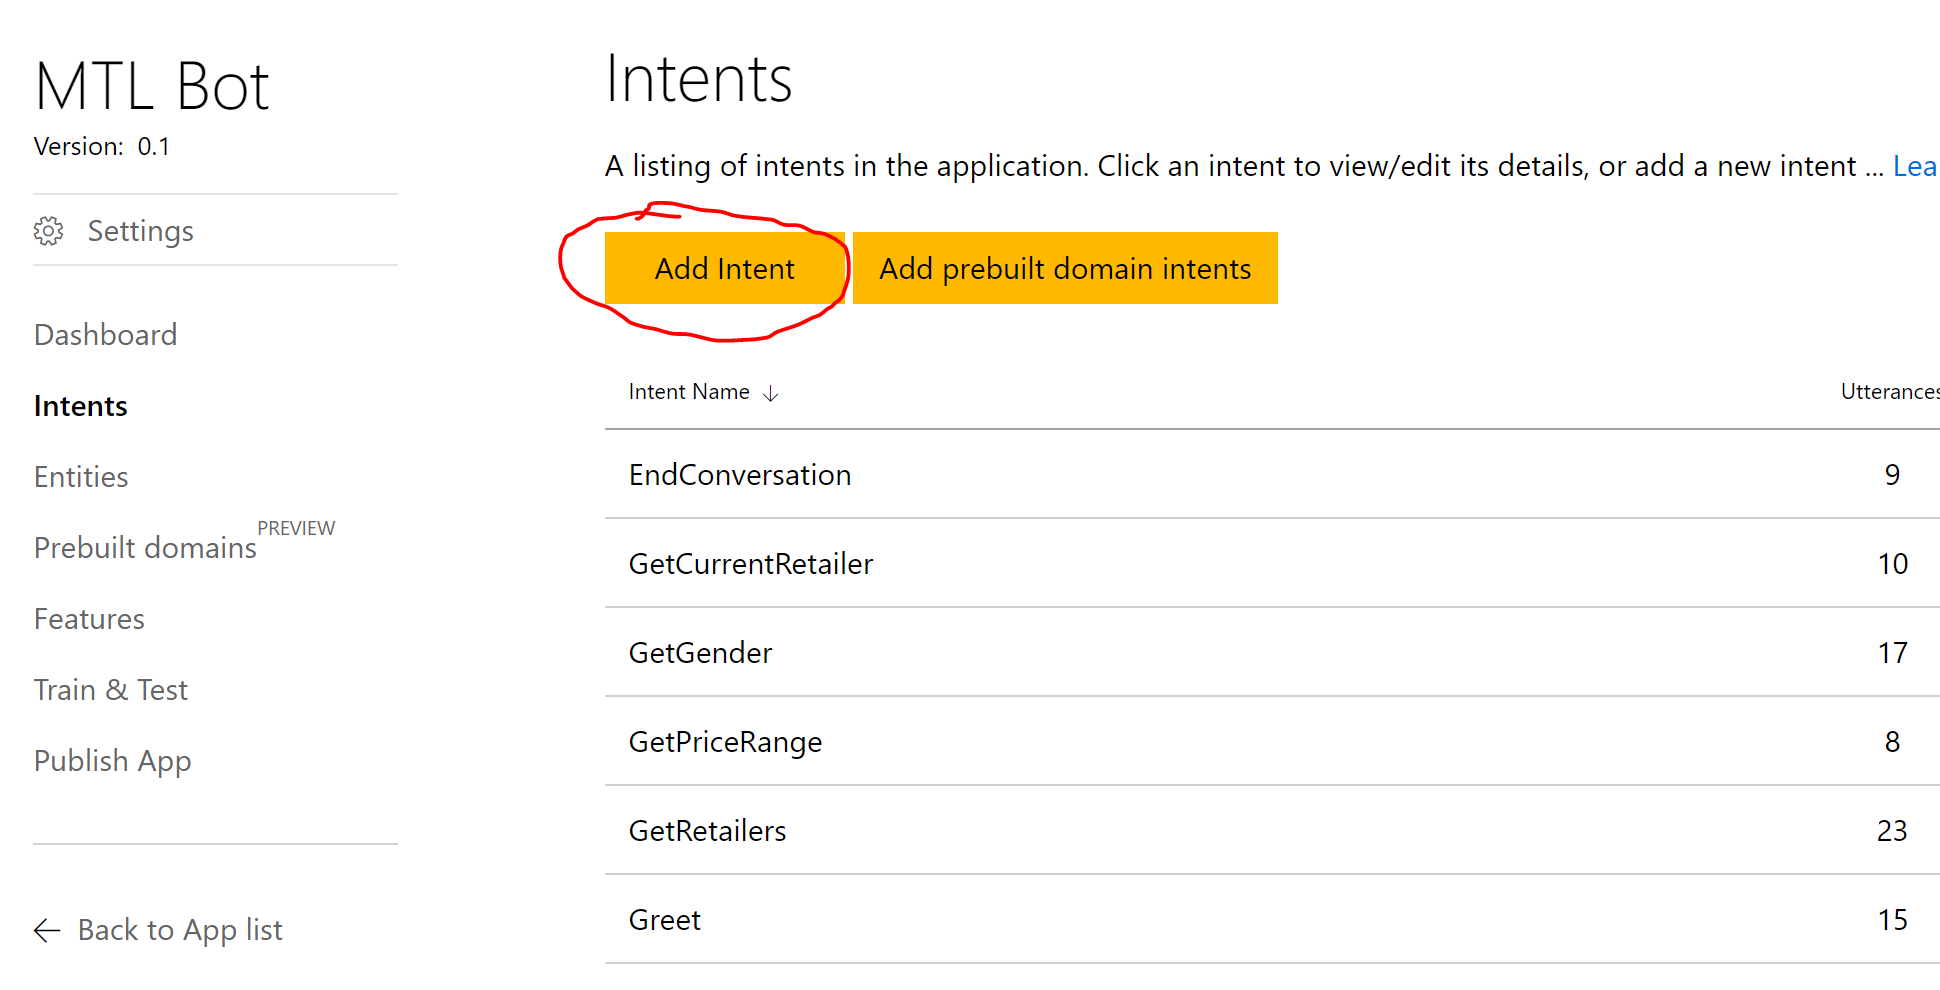 MTL Bot
Version: 0.1
Settings
Dashboard
Intents
Entities
Prebuilt domains PREVIEW
Features
Train & Test
Publish App
Back to App list
Intents
A listing of intents in the application. Click an intent to view/edit its details, or add a new intent ... Lea
Add Intent Add prebuilt domain intents
Intent Name Utterances
EndConversation 9
GetCurrentRetailer 10
GetGender 17
GetPriceRange 8
GetRetailers 23
Greet 15